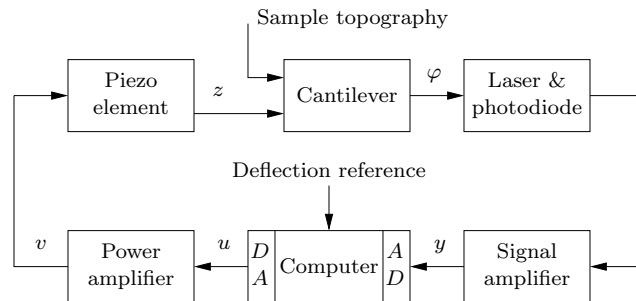 Sample topography
Piezo
element
z
Cantilever
φ
Laser &
photodiode
Deflection reference
v
Power
amplifier
u
D
A
Computer
A
D
y
Signal
amplifier